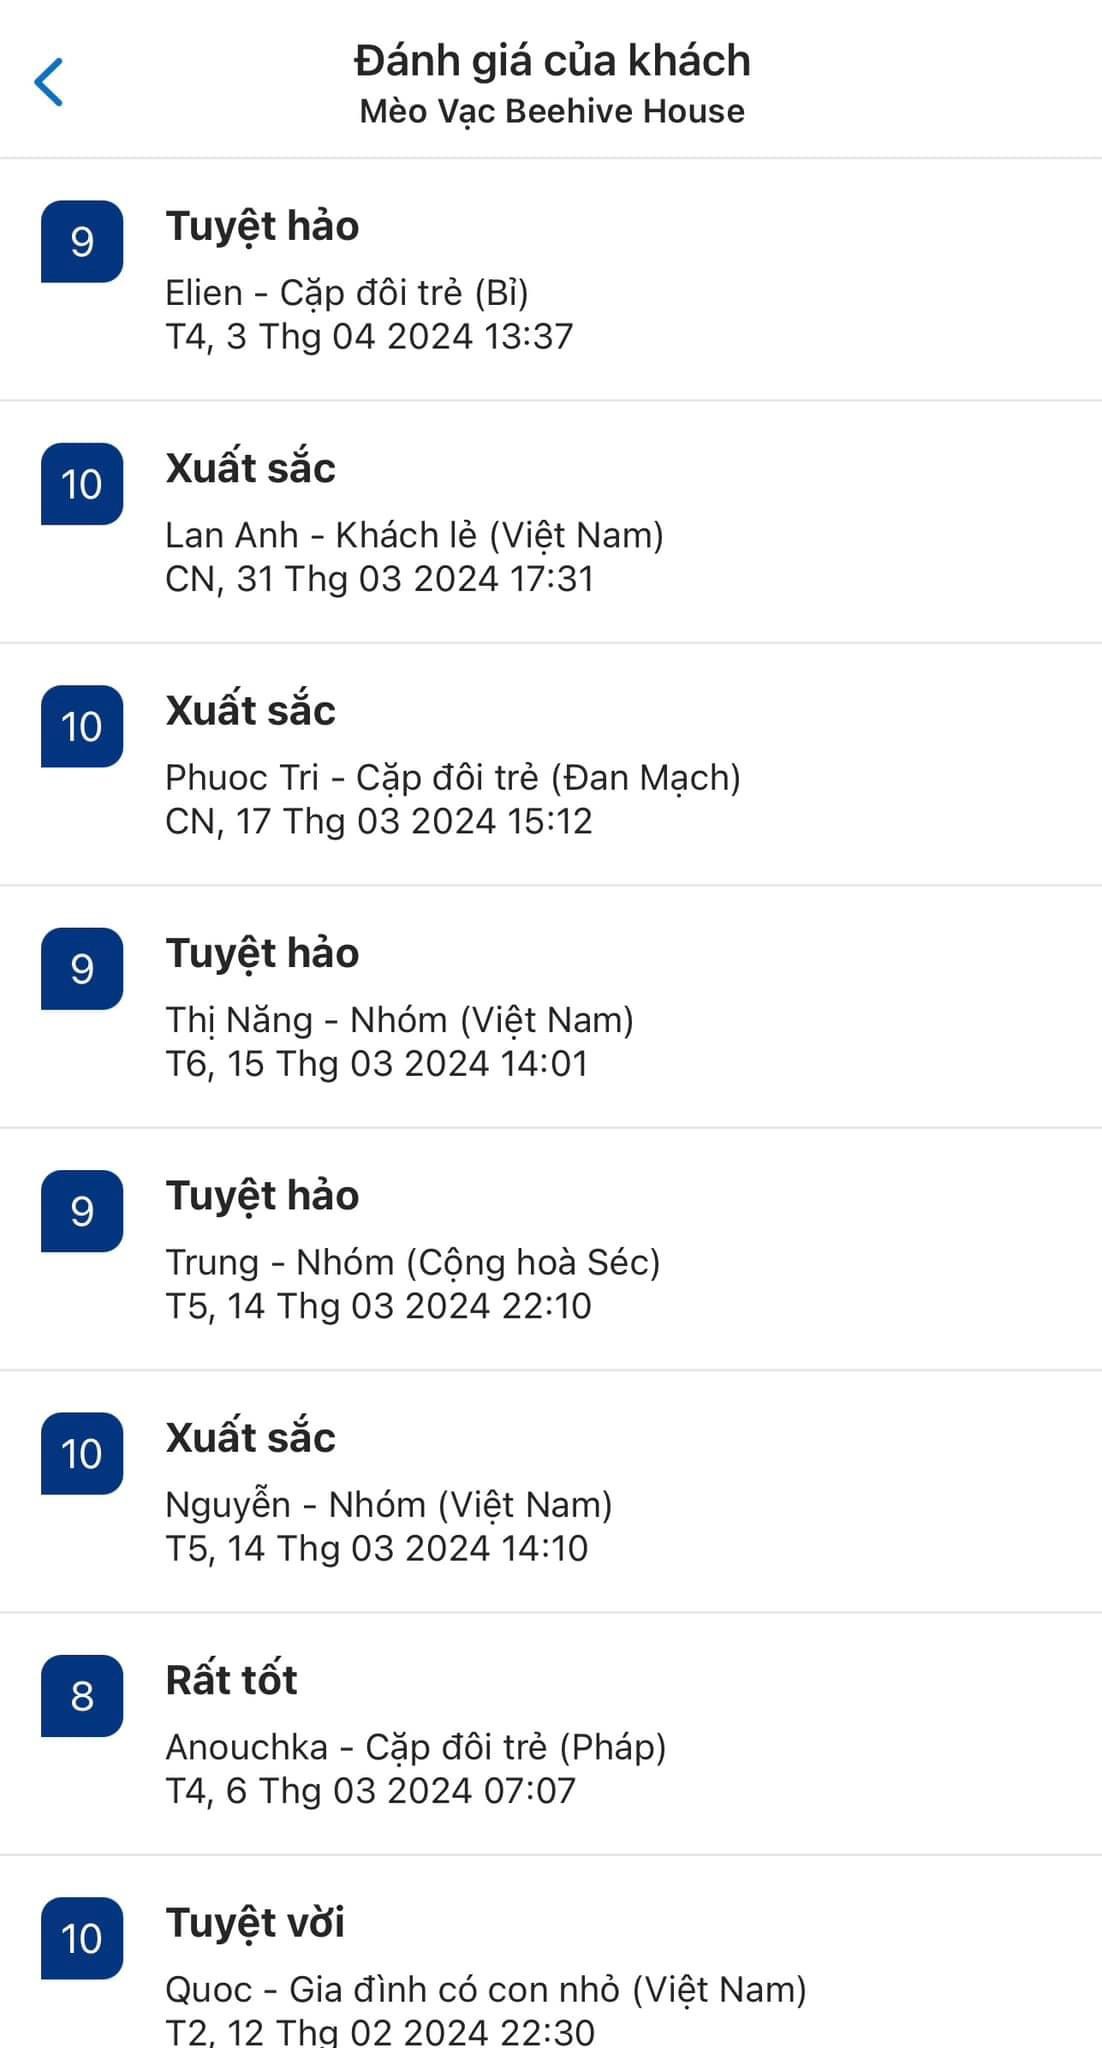 Đánh giá của khách
Mèo Vạc Beehive House
9
Tuyệt hảo
Elien - Cặp đôi trẻ (Bỉ)
T4, 3 Thg 04 2024 13:37
10
Xuất sắc
Lan Anh - Khách lẻ (Việt Nam)
CN, 31 Thg 03 2024 17:31
10
Xuất sắc
Phuoc Tri - Cặp đôi trẻ (Đan Mạch)
CN, 17 Thg 03 2024 15:12
9
Tuyệt hảo
Thị Năng - Nhóm (Việt Nam)
T6, 15 Thg 03 2024 14:01
9
Tuyệt hảo
Trung - Nhóm (Cộng hoà Séc)
T5, 14 Thg 03 2024 22:10
10
Xuất sắc
Nguyễn - Nhóm (Việt Nam)
T5, 14 Thg 03 2024 14:10
8
Rất tốt
Anouchka - Cặp đôi trẻ (Pháp)
T4, 6 Thg 03 2024 07:07
10
Tuyệt vời
Quoc - Gia đình có con nhỏ (Việt Nam)
T2, 12 Thg 02 2024 22:30